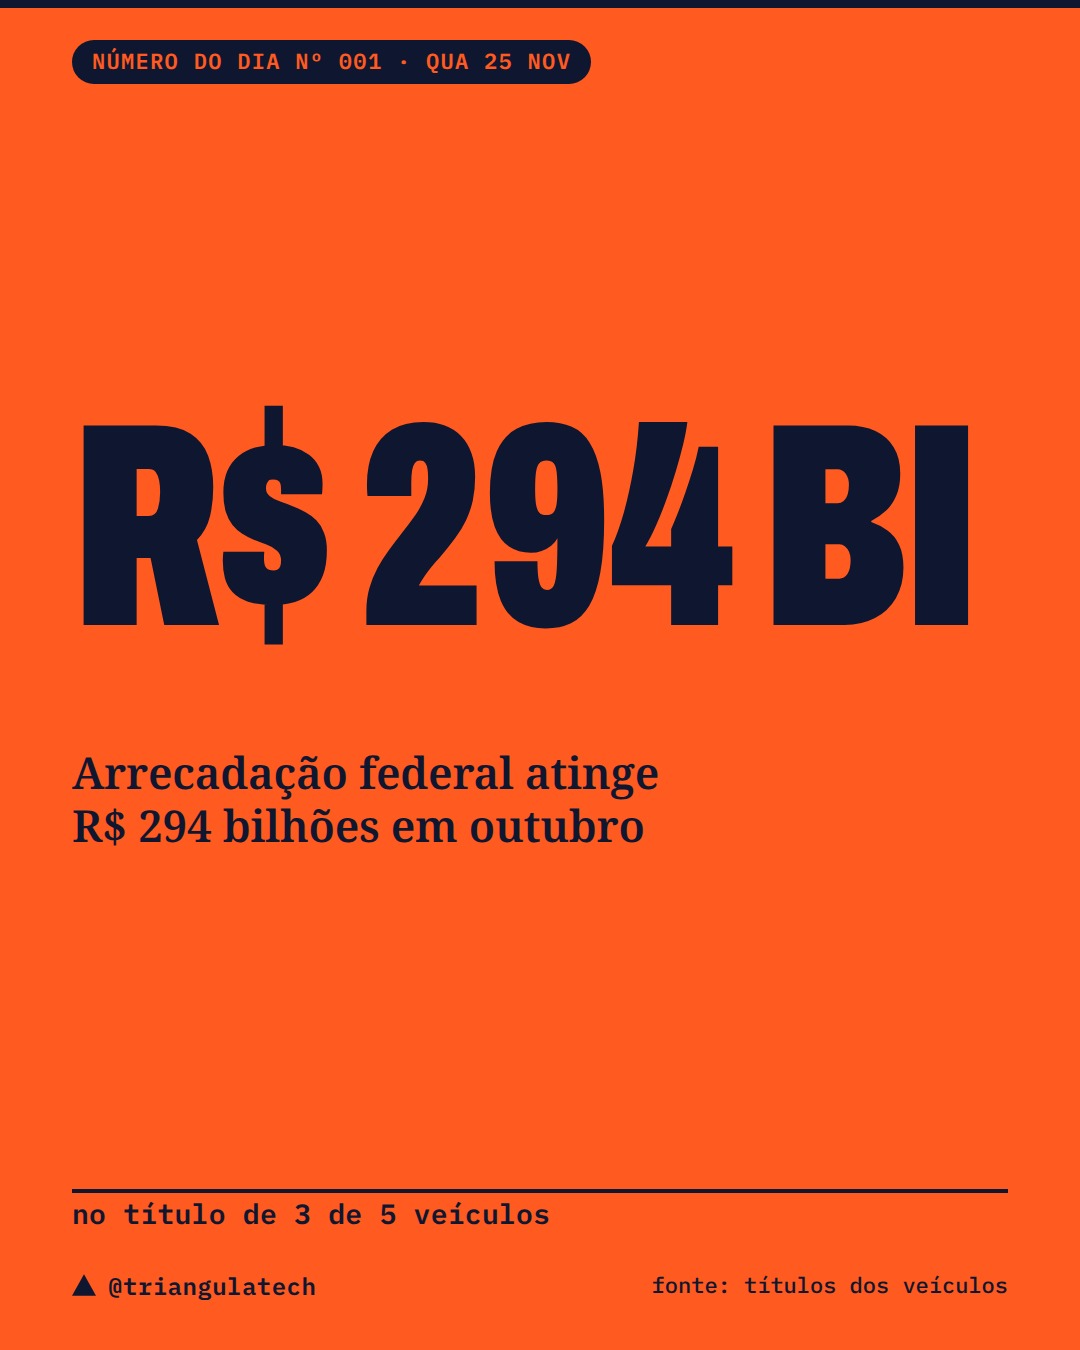 NÚMERO DO DIA Nº 001 · QUA 25 NOV
R$ 294 BI
Arrecadação federal atinge
R$ 294 bilhões em outubro
no título de 3 de 5 veículos
@triangulatech
fonte: títulos dos veículos